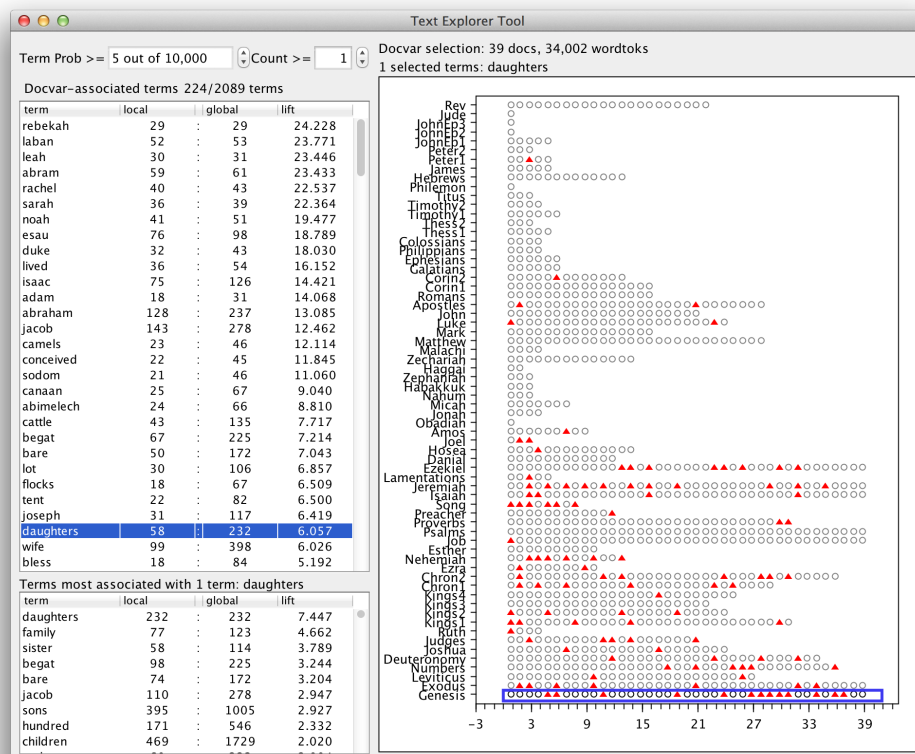 Text Explorer Tool
Term Prob >= 5 out of 10,000 Count >= 1
Docvar selection: 39 docs, 34,002 wordtoks
1 selected terms: daughters
Docvar-associated terms 224/2089 terms
term local global lift
rebekah 29 : 29 24.228
laban 52 : 53 23.771
leah 30 : 31 23.446
abram 59 : 61 23.433
rachel 40 : 43 22.537
sarah 36 : 39 22.364
noah 41 : 51 19.477
esau 76 : 98 18.789
duke 32 : 43 18.030
lived 36 : 54 16.152
isaac 75 : 126 14.421
adam 18 : 31 14.068
abraham 128 : 237 13.085
jacob 143 : 278 12.462
camels 23 : 46 12.114
conceived 22 : 45 11.845
sodom 21 : 46 11.060
canaan 25 : 67 9.040
abimelech 24 : 66 8.810
cattle 43 : 135 7.717
begat 67 : 225 7.214
bare 50 : 172 7.043
lot 30 : 106 6.857
flocks 18 : 67 6.509
tent 22 : 82 6.500
joseph 31 : 117 6.419
daughters 58 : 232 6.057
wife 99 : 398 6.026
bless 18 : 84 5.192
Terms most associated with 1 term: daughters
term local global lift
daughters 232 : 232 7.447
family 77 : 123 4.662
sister 58 : 114 3.789
begat 98 : 225 3.244
bare 74 : 172 3.204
jacob 110 : 278 2.947
sons 395 : 1005 2.927
hundred 171 : 546 2.332
children 469 : 1729 2.020
Rev
Jude
JohnEp3
JohnEp2
JohnEp1
Peter2
Peter1
James
Hebrews
Philemon
Titus
Timothy2
Timothy1
Thess2
Thess1
Colossians
Philippians
Ephesians
Galatians
Corin2
Corin1
Romans
Apostles
John
Luke
Mark
Matthew
Malachi
Zechariah
Haggai
Zephaniah
Habakkuk
Nahum
Micah
Jonah
Obadiah
Amos
Joel
Hosea
Danial
Ezekiel
Lamentations
Jeremiah
Isaiah
Song
Preacher
Proverbs
Psalms
Job
Esther
Nehemiah
Ezra
Chron2
Chron1
Kings4
Kings3
Kings2
Kings1
Ruth
Judges
Joshua
Deuteronomy
Numbers
Leviticus
Exodus
Genesis
-3 3 9 15 21 27 33 39